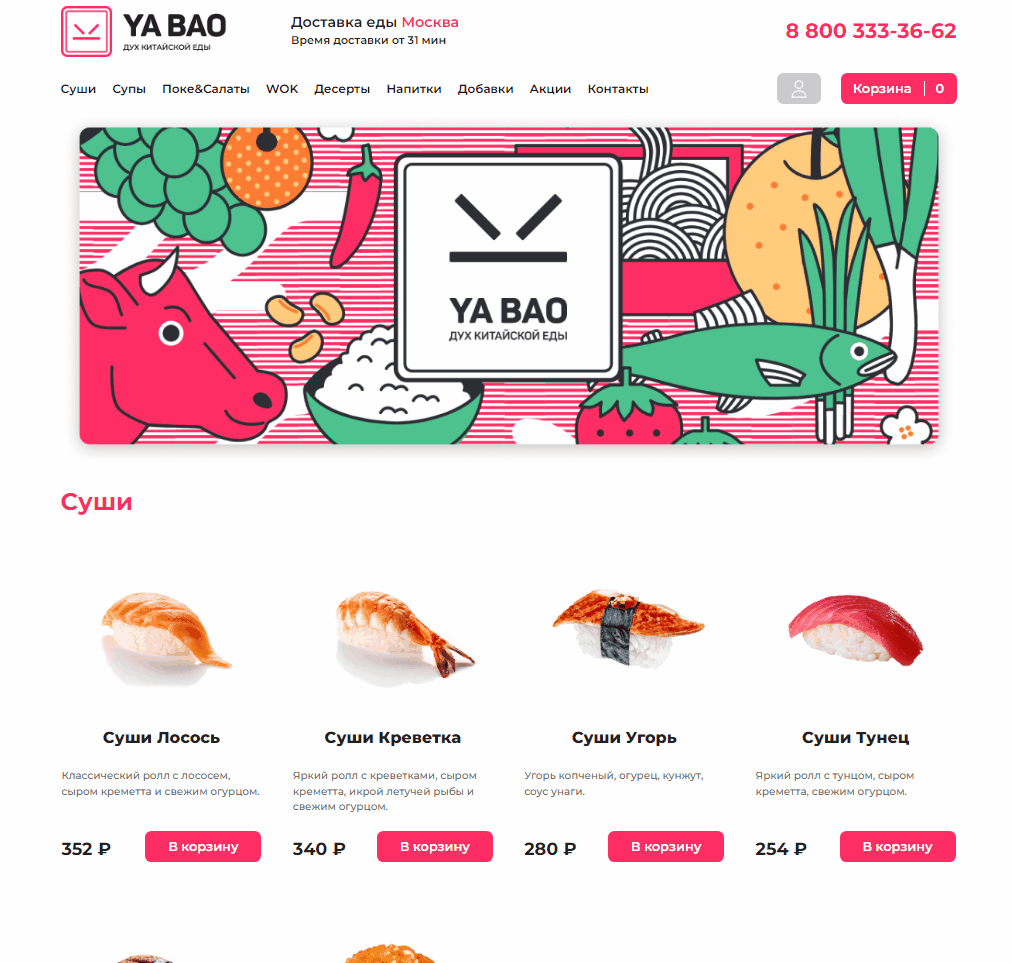 YA BAO
ДУХ КИТАЙСКОЙ ЕДЫ
Доставка еды Москва
Время доставки от 31 мин
8 800 333-36-62
Суши Супы Поке&Салаты WOK Десерты Напитки Добавки Акции Контакты
Корзина | 0
YA BAO
ДУХ КИТАЙСКОЙ ЕДЫ
Суши
Суши Лосось
Классический ролл с лососем,
сыром креметта и свежим огурцом.
352 ₽ В корзину
Суши Креветка
Яркий ролл с креветками, сыром
креметта, икрой летучей рыбы и
свежим огурцом.
340 ₽ В корзину
Суши Угорь
Угорь копченый, огурец, кунжут,
соус унаги.
280 ₽ В корзину
Суши Тунец
Яркий ролл с тунцом, сыром
креметта, свежим огурцом.
254 ₽ В корзину